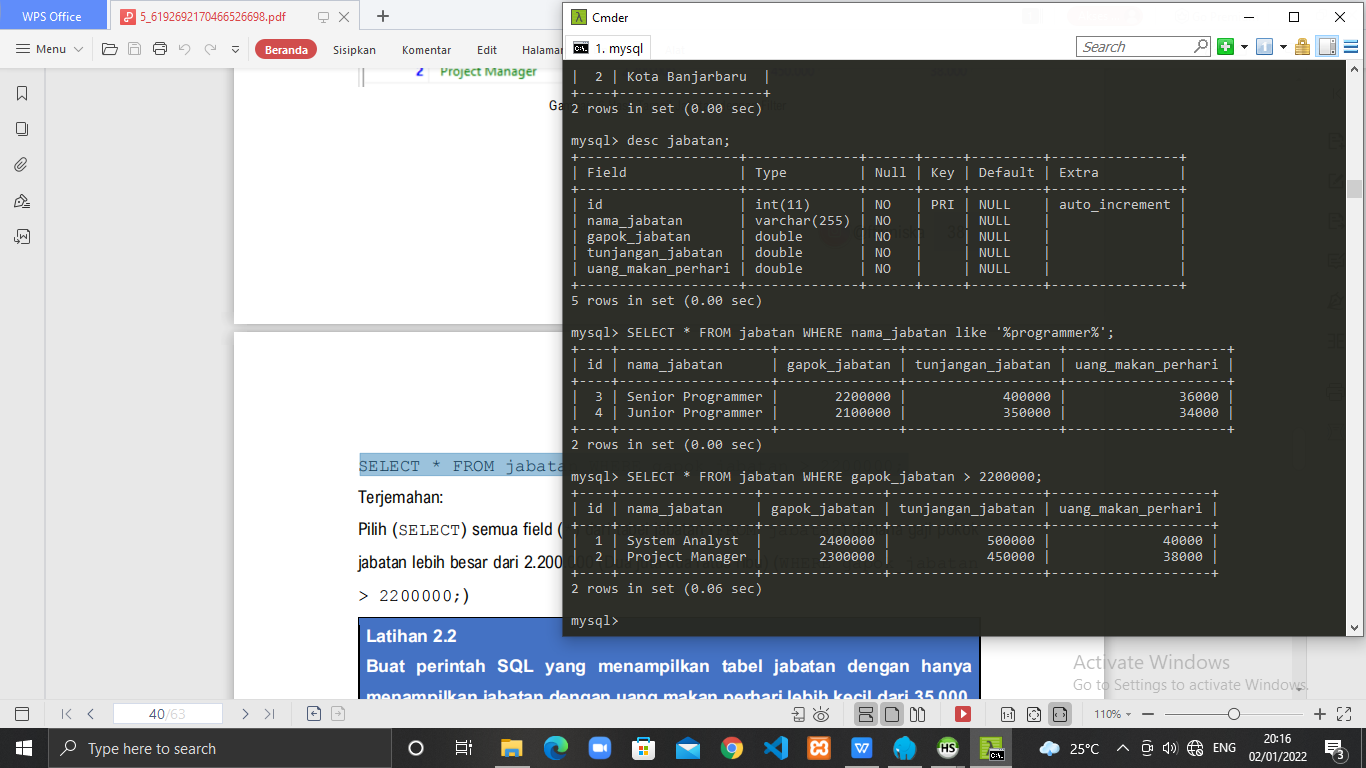 WPS Office
5_6192692170466526698.pdf
Menu
Beranda
Sisipkan
Komentar
Edit
Halaman
2 Project Manager
Cmder
1. mysql
Search
| 2 | Kota Banjarbaru |
+----+------------------+
2 rows in set (0.00 sec)
mysql> desc jabatan;
+--------------------+--------------+------+-----+---------+----------------+
| Field | Type | Null | Key | Default | Extra |
+--------------------+--------------+------+-----+---------+----------------+
| id | int(11) | NO | PRI | NULL | auto_increment |
| nama_jabatan | varchar(255) | NO | | NULL | |
| gapok_jabatan | double | NO | | NULL | |
| tunjangan_jabatan | double | NO | | NULL | |
| uang_makan_perhari | double | NO | | NULL | |
+--------------------+--------------+------+-----+---------+----------------+
5 rows in set (0.00 sec)
mysql> SELECT * FROM jabatan WHERE nama_jabatan like '%programmer%';
+----+-------------------+---------------+-------------------+--------------------+
| id | nama_jabatan | gapok_jabatan | tunjangan_jabatan | uang_makan_perhari |
+----+-------------------+---------------+-------------------+--------------------+
| 3 | Senior Programmer | 2200000 | 400000 | 36000 |
| 4 | Junior Programmer | 2100000 | 350000 | 34000 |
+----+-------------------+---------------+-------------------+--------------------+
2 rows in set (0.00 sec)
mysql> SELECT * FROM jabatan WHERE gapok_jabatan > 2200000;
+----+-----------------+---------------+-------------------+--------------------+
| id | nama_jabatan | gapok_jabatan | tunjangan_jabatan | uang_makan_perhari |
+----+-----------------+---------------+-------------------+--------------------+
| 1 | System Analyst | 2400000 | 500000 | 40000 |
| 2 | Project Manager | 2300000 | 450000 | 38000 |
+----+-----------------+---------------+-------------------+--------------------+
2 rows in set (0.06 sec)
mysql>
SELECT * FROM jabata
Terjemahan:
Pilih (SELECT) semua field (
jabatan lebih besar dari 2.200
> 2200000;)
Latihan 2.2
Buat perintah SQL yang menampilkan tabel jabatan dengan hanya
menampilkan jabatan dengan uang makan perhari lebih kecil dari 35.000.
Activate Windows
Go to Settings to activate Windows.
40/63
1:1
110%
Type here to search
HS
25°C
ENG
20:16
02/01/2022
3